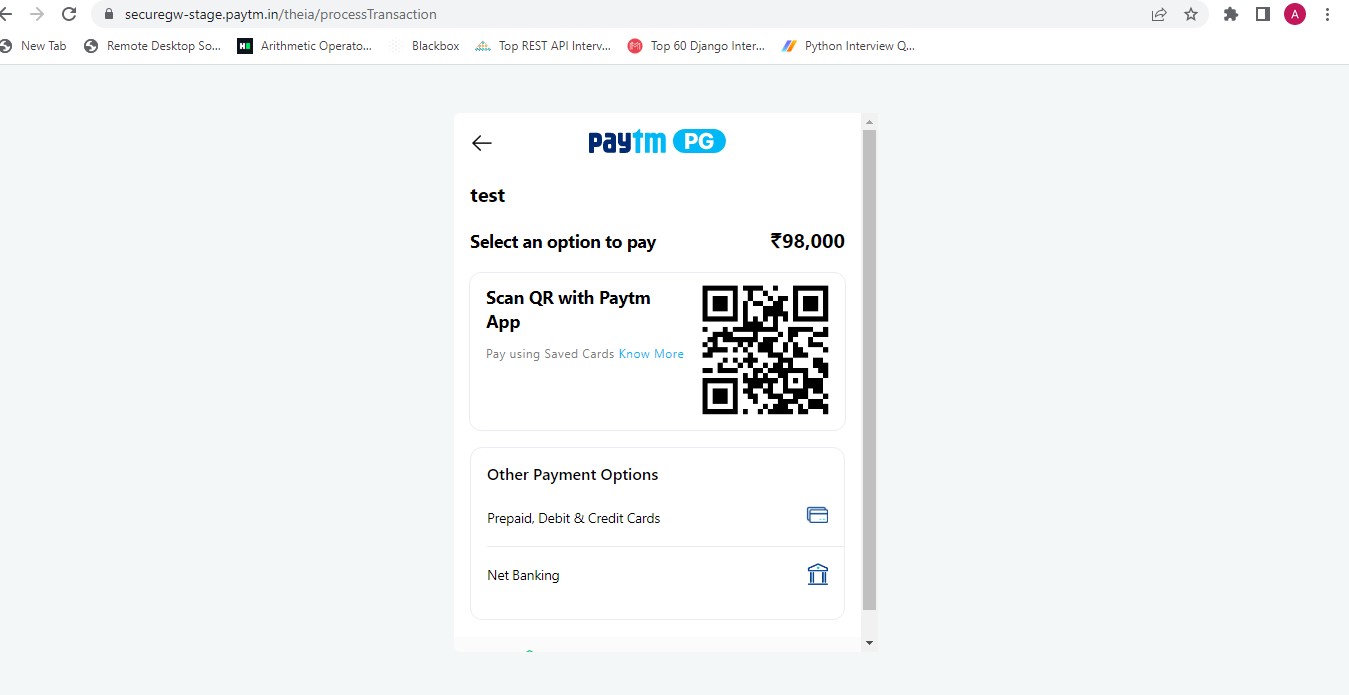 securegw-stage.paytm.in/theia/processTransaction
A
New Tab
Remote Desktop So...
Arithmetic Operato...
Blackbox
Top REST API Interv...
Top 60 Django Inter...
Python Interview Q...
paytm PG
test
Select an option to pay
₹98,000
Scan QR with Paytm
App
Pay using Saved Cards Know More
Other Payment Options
Prepaid, Debit & Credit Cards
Net Banking